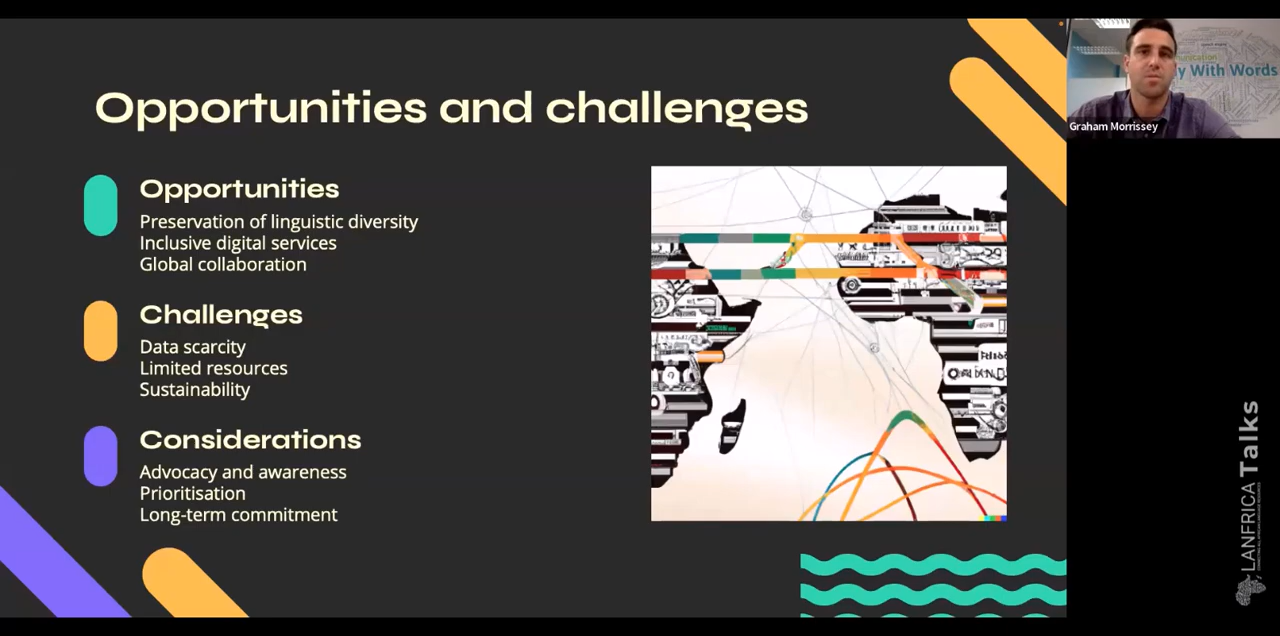 Opportunities and challenges
Opportunities
Preservation of linguistic diversity
Inclusive digital services
Global collaboration
Challenges
Data scarcity
Limited resources
Sustainability
Considerations
Advocacy and awareness
Prioritisation
Long-term commitment
With Words
Graham Morrissey
LANFRICA Talks